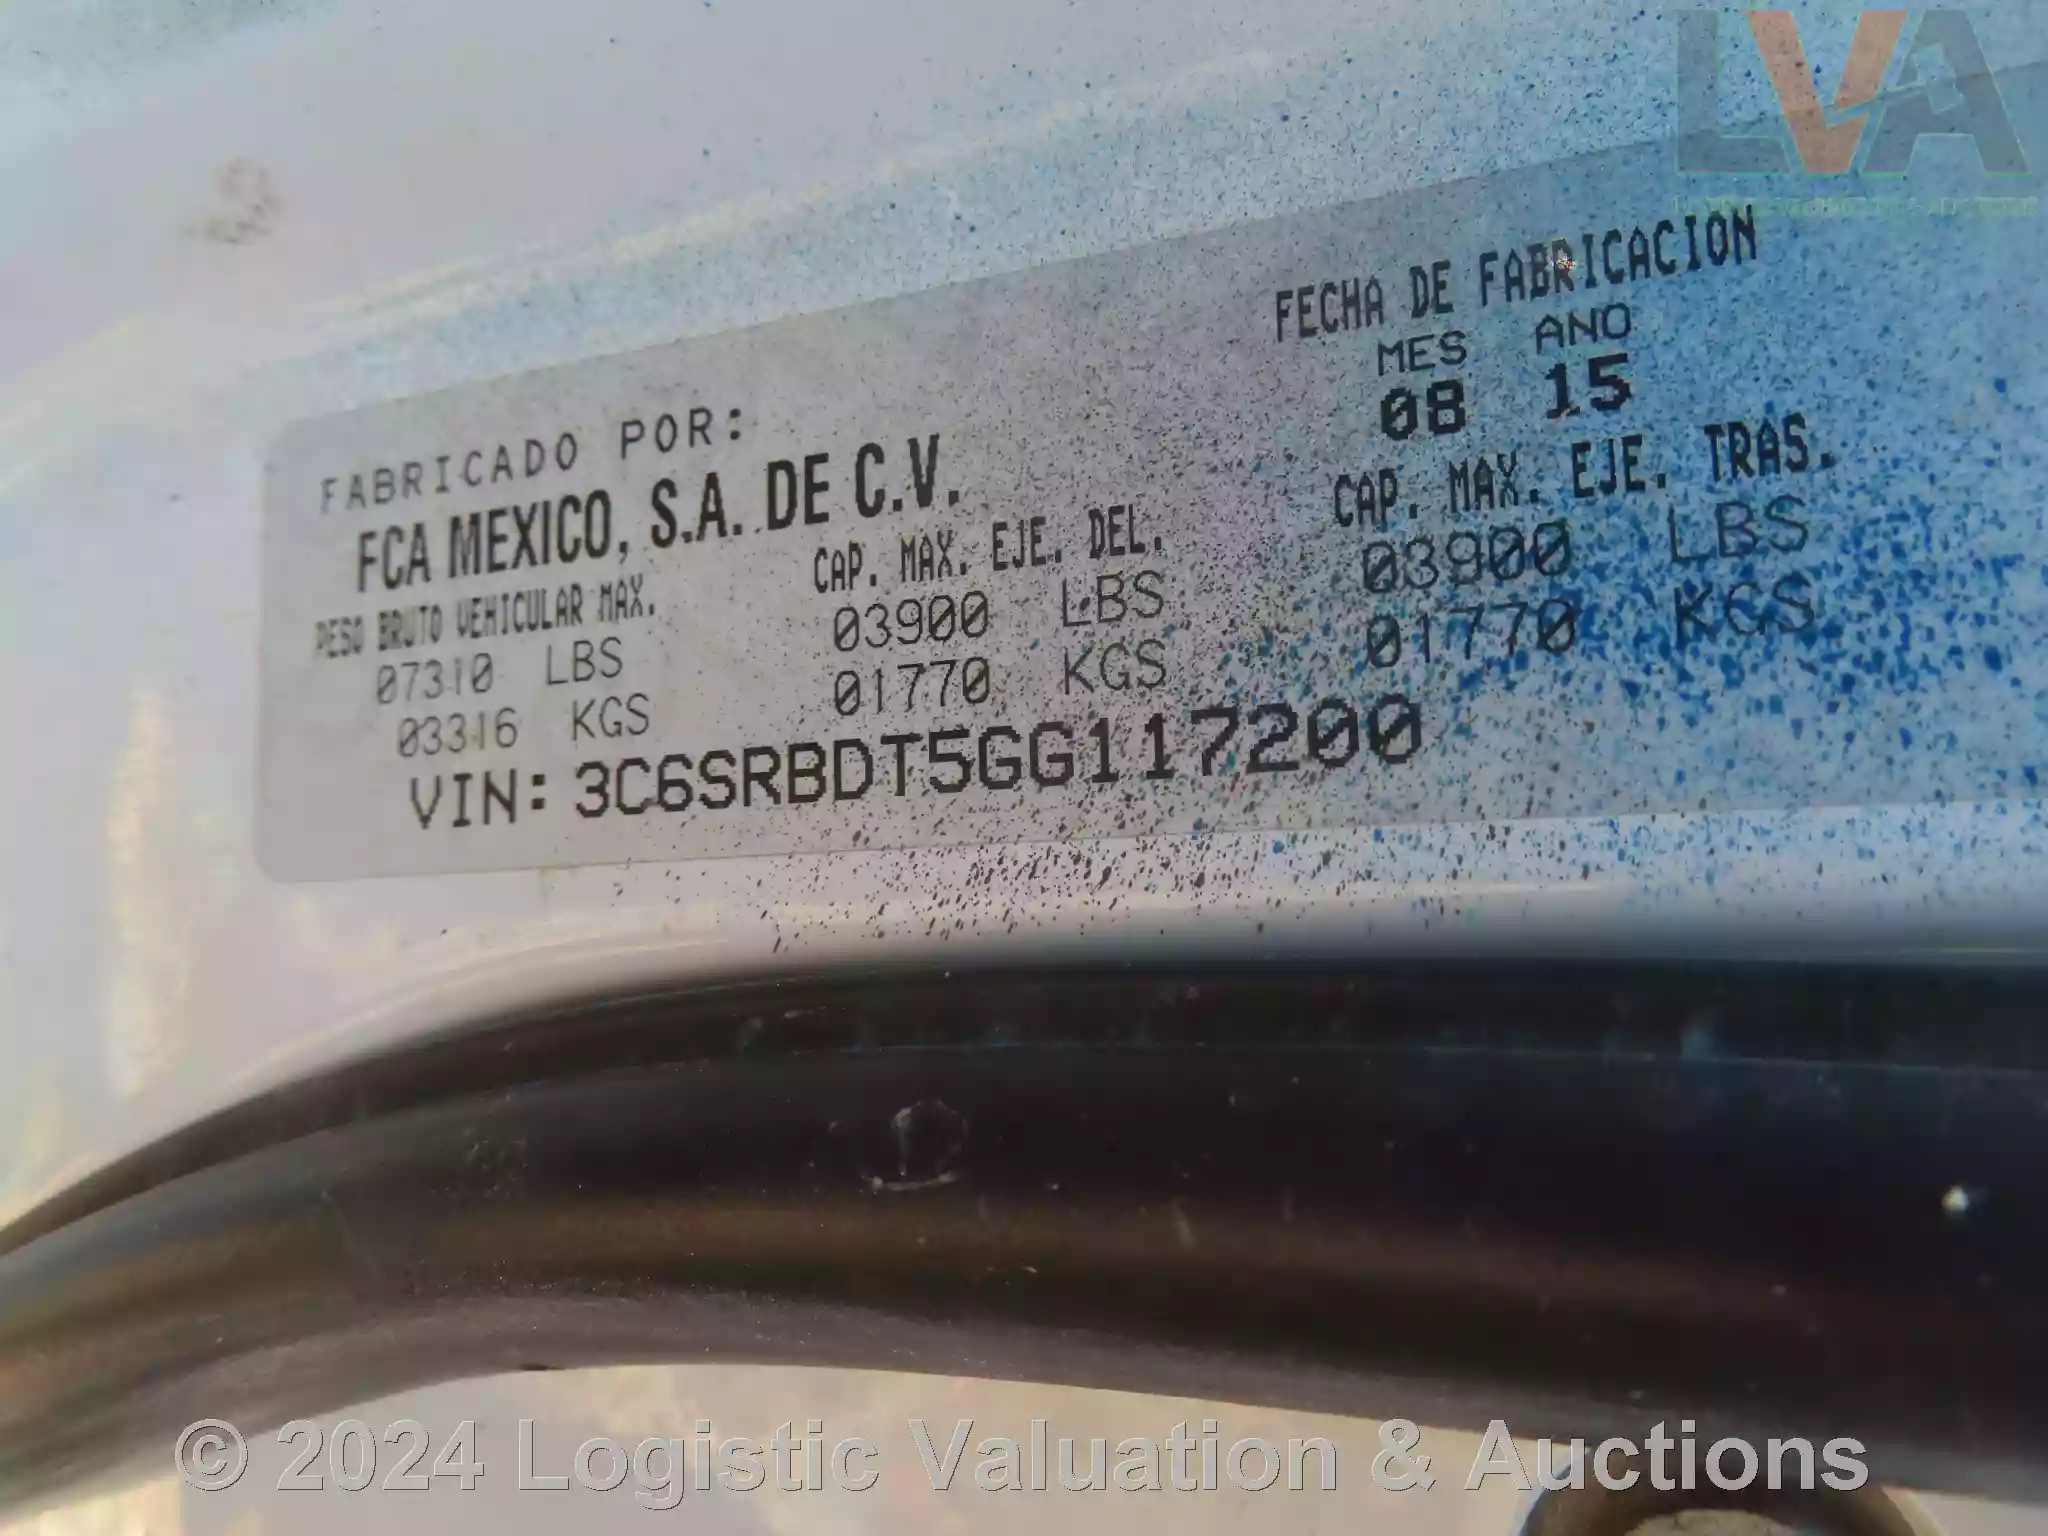 LVA
FECHA DE FABRICACION
MES ANO
08 15
FABRICADO POR:
FCA MEXICO, S.A. DE C.V.
PESO BRUTO VEHICULAR MAX.
07310 LBS
03316 KGS
CAP. MAX. EJE. DEL.
03900 LBS
01770 KGS
CAP. MAX. EJE. TRAS.
03900 LBS
01770 KGS
VIN: 3C6SRBDT5GG117200
© 2024 Logistic Valuation & Auctions